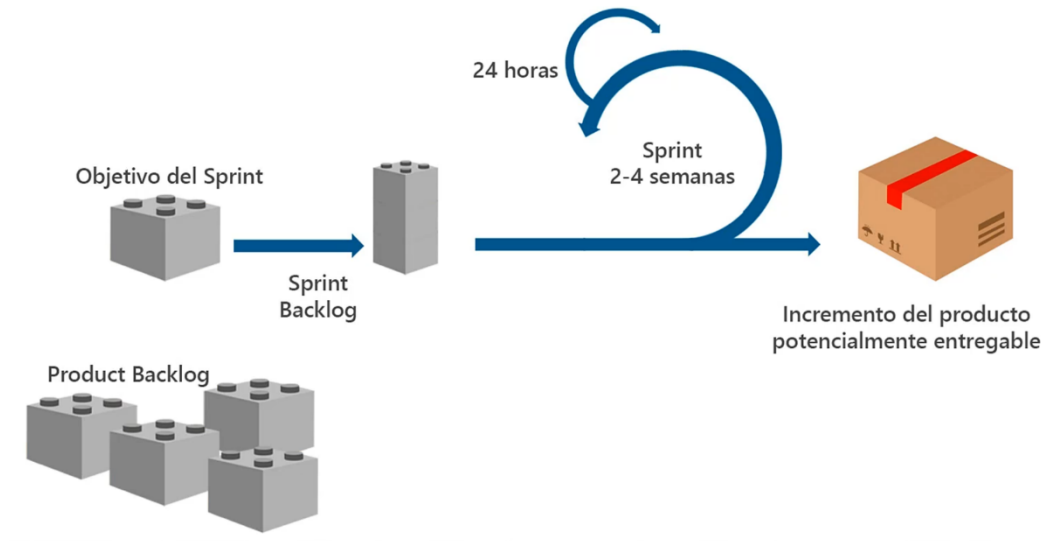 24 horas
Sprint
2-4 semanas
Objetivo del Sprint
Sprint
Backlog
Incremento del producto
potencialmente entregable
Product Backlog